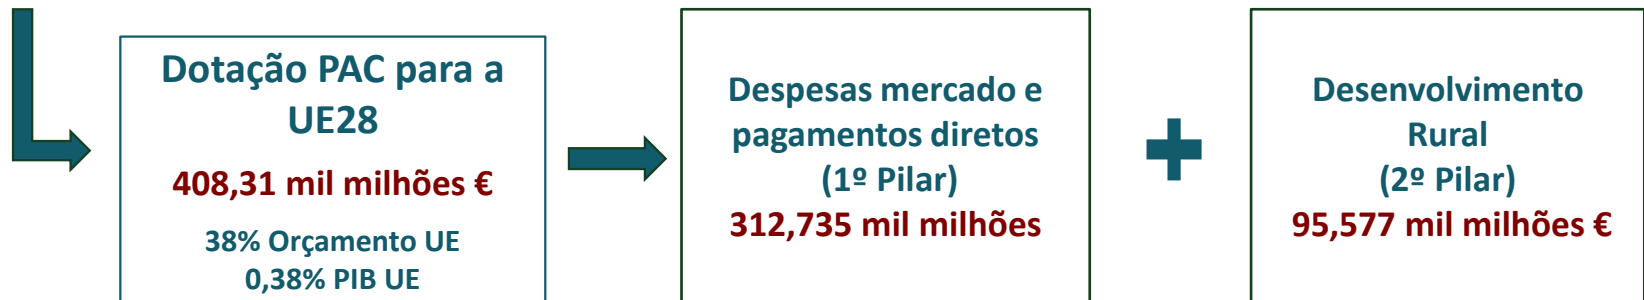 Dotação PAC para a
UE28
408,31 mil milhões €
38% Orçamento UE
0,38% PIB UE
Despesas mercado e
pagamentos diretos
(1º Pilar)
312,735 mil milhões
Desenvolvimento
Rural
(2º Pilar)
95,577 mil milhões €